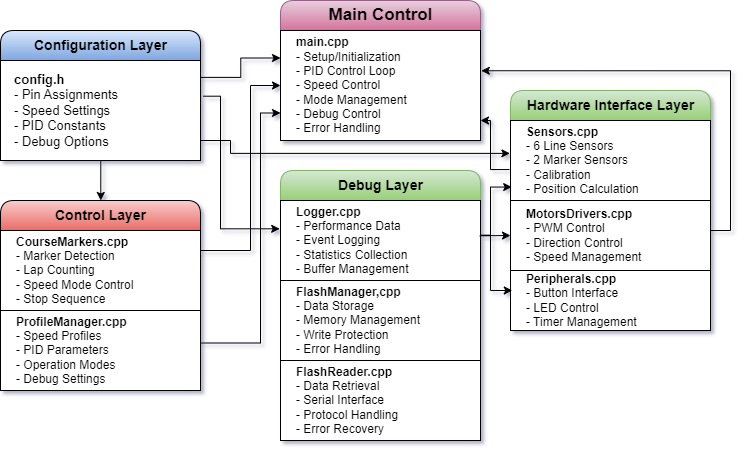 Configuration Layer
config.h
- Pin Assignments
- Speed Settings
- PID Constants
- Debug Options
Main Control
main.cpp
- Setup/Initialization
- PID Control Loop
- Speed Control
- Mode Management
- Debug Control
- Error Handling
Hardware Interface Layer
Sensors.cpp
- 6 Line Sensors
- 2 Marker Sensors
- Calibration
- Position Calculation
MotorsDrivers.cpp
- PWM Control
- Direction Control
- Speed Management
Peripherals.cpp
- Button Interface
- LED Control
- Timer Management
Control Layer
CourseMarkers.cpp
- Marker Detection
- Lap Counting
- Speed Mode Control
- Stop Sequence
ProfileManager.cpp
- Speed Profiles
- PID Parameters
- Operation Modes
- Debug Settings
Debug Layer
Logger.cpp
- Performance Data
- Event Logging
- Statistics Collection
- Buffer Management
FlashManager,cpp
- Data Storage
- Memory Management
- Write Protection
- Error Handling
FlashReader.cpp
- Data Retrieval
- Serial Interface
- Protocol Handling
- Error Recovery